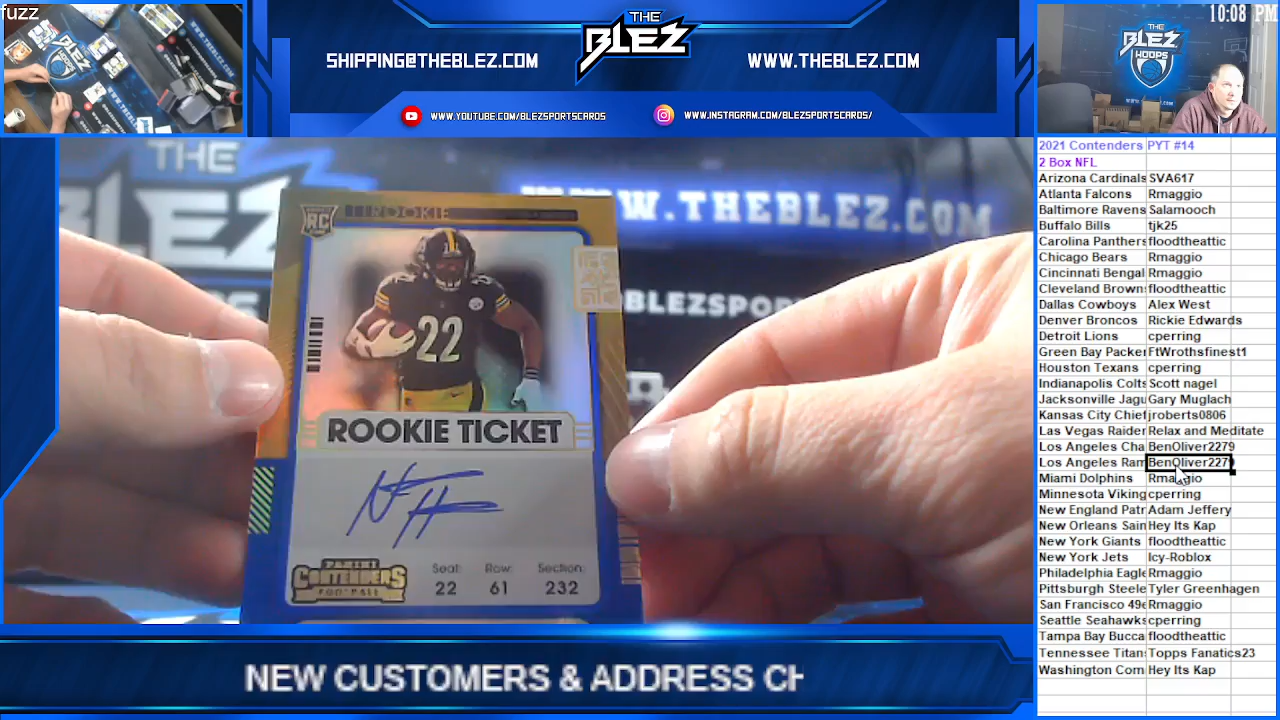 fuzz
SHIPPING@THEBLEZ.COM
THE
BLEZ
WWW.THEBLEZ.COM
WWW.YOUTUBE.COM/BLEZSPORTSCARDS
WWW.INSTAGRAM.COM/BLEZSPORTSCARDS/
10:08 PM
THE
BLEZ
HOOPS
THE
W.THEBLEZ.COM
BLEZSPO
RC
ROOKIE
22
ROOKIE TICKET
PANINI
CONTENDERS
FOOTBALL
Seat: Row: Section:
22 61 232
NEW CUSTOMERS & ADDRESS CH
2021 Contenders PYT #14
2 Box NFL
Arizona Cardinals SVA617
Atlanta Falcons Rmaggio
Baltimore Ravens Salamooch
Buffalo Bills tjk25
Carolina Panthers floodtheattic
Chicago Bears Rmaggio
Cincinnati Bengal Rmaggio
Cleveland Brown floodtheattic
Dallas Cowboys Alex West
Denver Broncos Rickie Edwards
Detroit Lions cperring
Green Bay Packer FtWrothsfinest1
Houston Texans cperring
Indianapolis Colts Scott nagel
Jacksonville Jagu Gary Muglach
Kansas City Chief jroberts0806
Las Vegas Raider Relax and Meditate
Los Angeles Cha BenOliver2279
Los Angeles Ram BenOliver2279
Miami Dolphins Rmaggio
Minnesota Viking cperring
New England Patr Adam Jeffery
New Orleans Sain Hey Its Kap
New York Giants floodtheattic
New York Jets Icy-Roblox
Philadelphia Eagle Rmaggio
Pittsburgh Steele Tyler Greenhagen
San Francisco 49e Rmaggio
Seattle Seahawks cperring
Tampa Bay Bucca floodtheattic
Tennessee Titan Topps Fanatics23
Washington Com Hey Its Kap